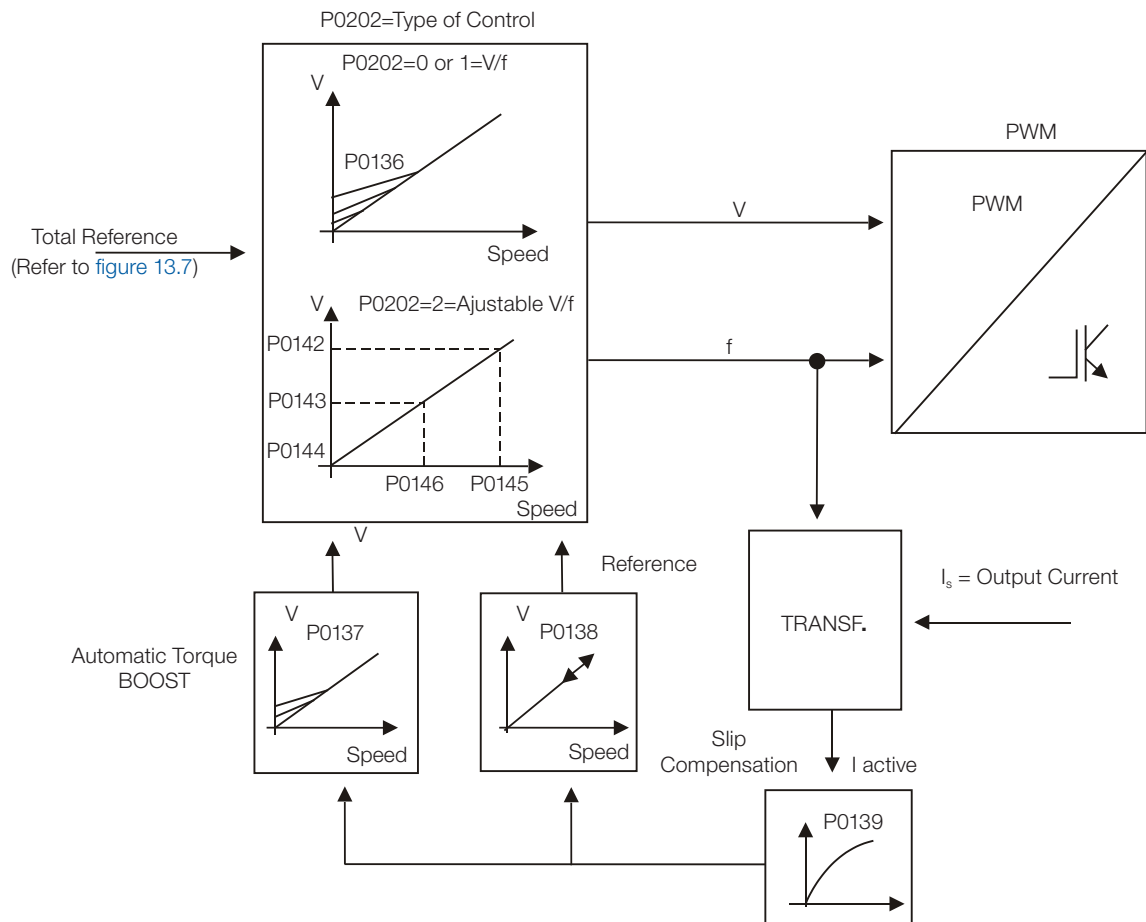 P0202=Type of Control
P0202=0 or 1=V/f
V
P0136
Speed
Total Reference
(Refer to figure 13.7)
P0202=2=Ajustable V/f
V
P0142
P0143
P0144
P0146
P0145
Speed
PWM
PWM
V
f
V
Reference
V
P0137
Speed
Automatic Torque
BOOST
V
P0138
Speed
TRANSF.
Iₛ = Output Current
Slip
Compensation
I active
P0139